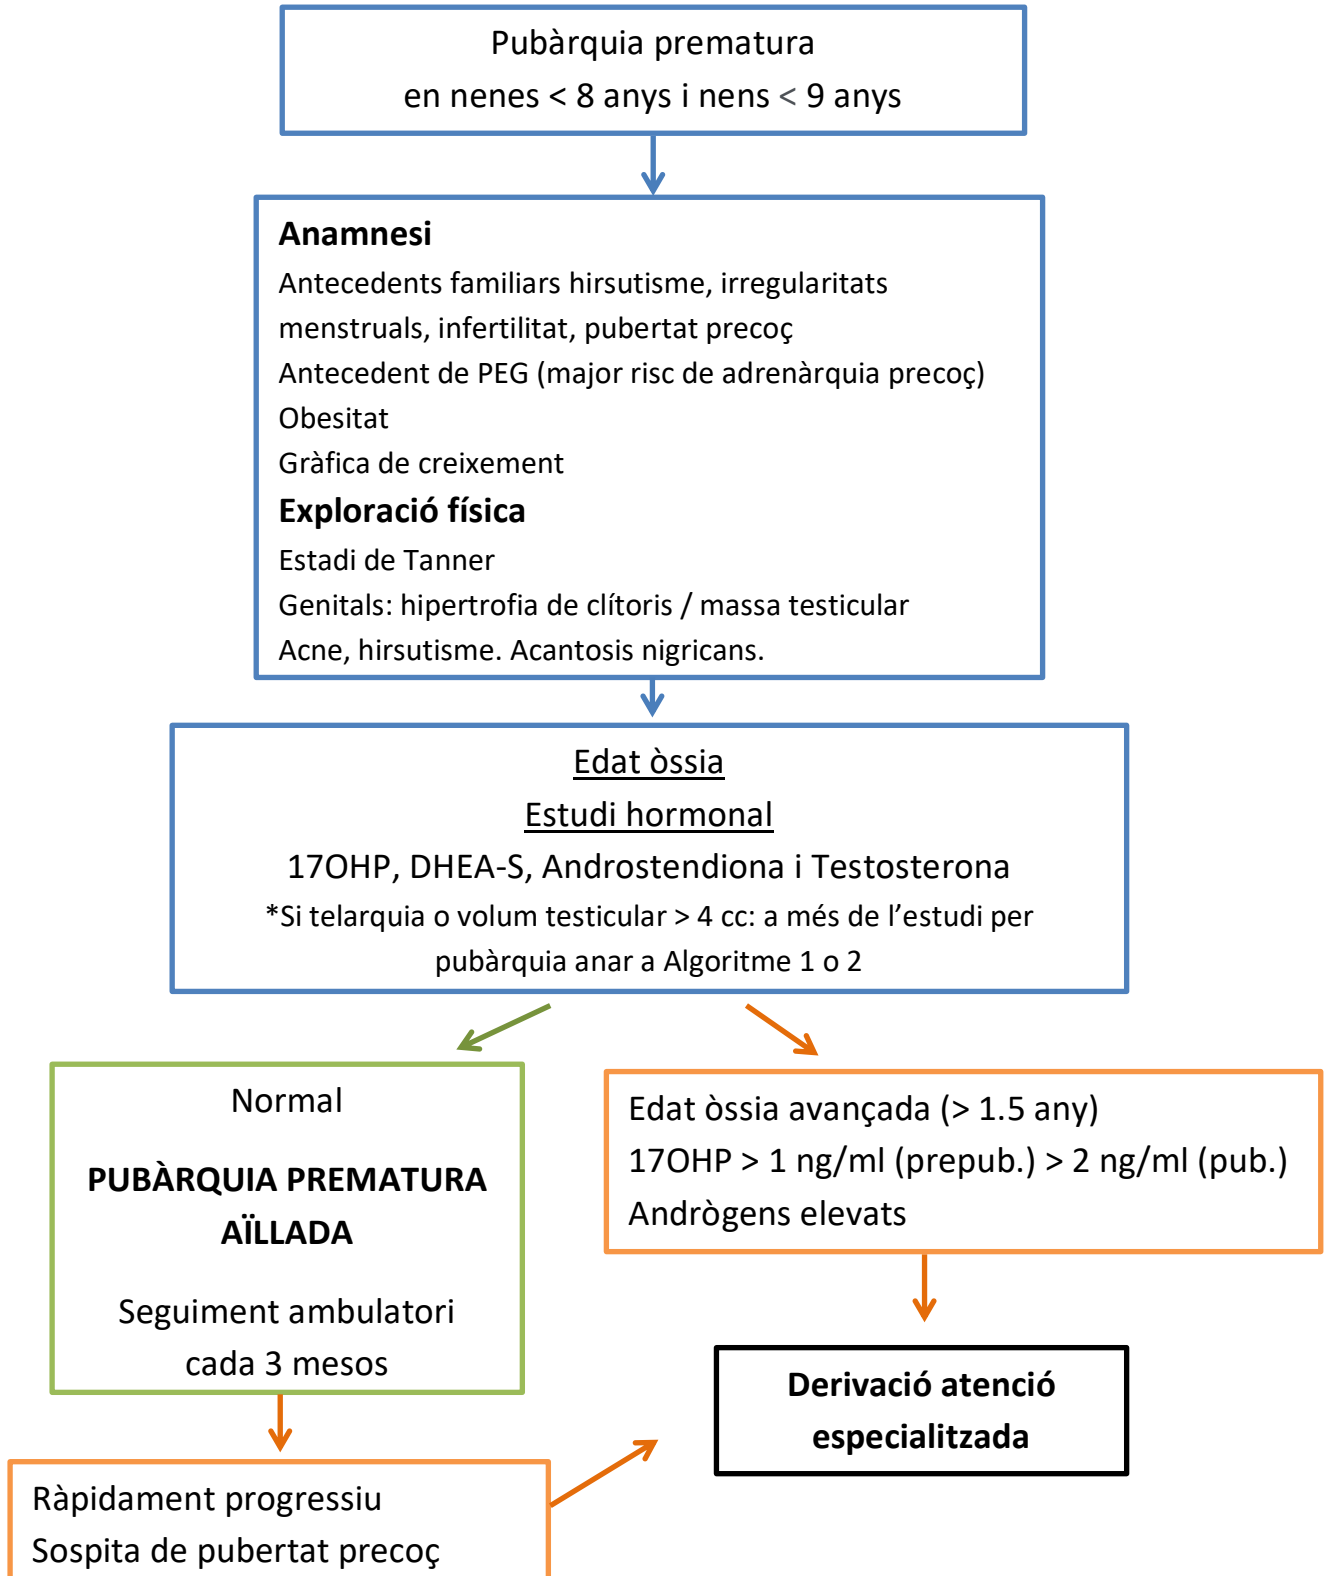 Pubàrquia prematura
en nenes < 8 anys i nens < 9 anys
Anamnesi
Antecedents familiars hirsutisme, irregularitats
menstruals, infertilitat, pubertat precoç
Antecedent de PEG (major risc de adrenàrquia precoç)
Obesitat
Gràfica de creixement
Exploració física
Estadi de Tanner
Genitals: hipertrofia de clítoris / massa testicular
Acne, hirsutisme. Acantosis nigricans.
Edat òssia
Estudi hormonal
17OHP, DHEA-S, Androstendiona i Testosterona
*Si telarquia o volum testicular > 4 cc: a més de l’estudi per
pubàrquia anar a Algoritme 1 o 2
Normal
PUBÀRQUIA PREMATURA
AÏLLADA
Seguiment ambulatori
cada 3 mesos
Edat òssia avançada (> 1.5 any)
17OHP > 1 ng/ml (prepub.) > 2 ng/ml (pub.)
Andrògens elevats
Derivació atenció
especialitzada
Ràpidament progressiu
Sospita de pubertat precoç